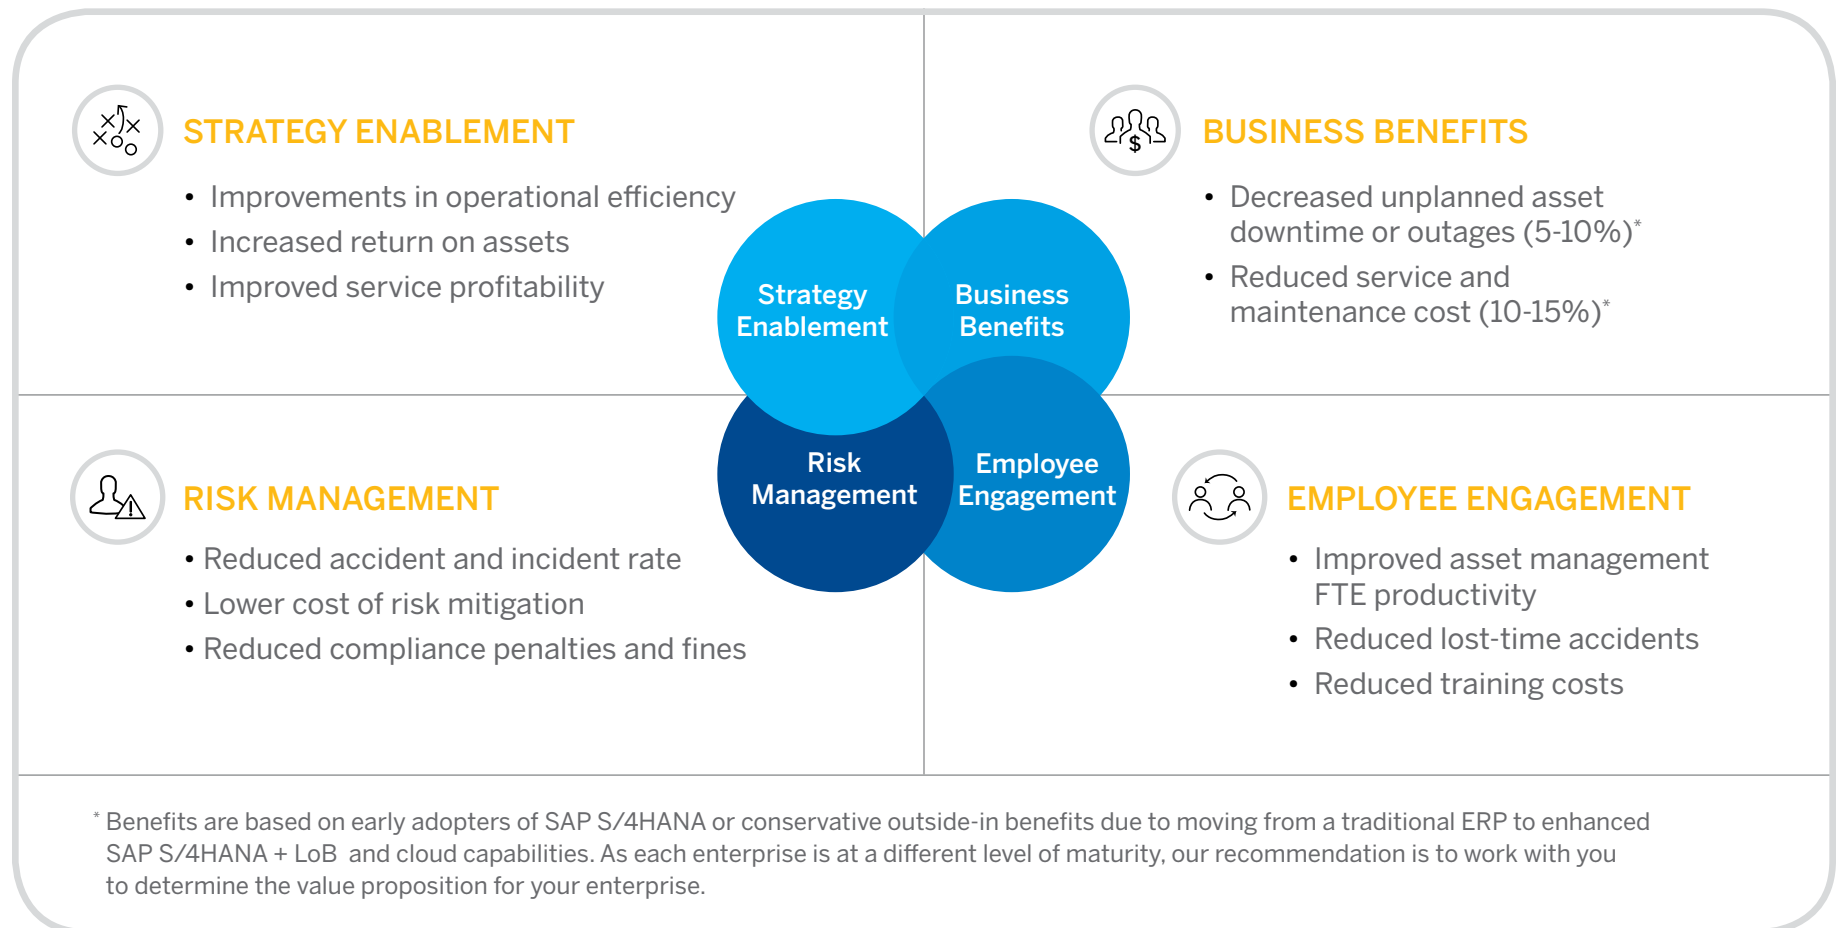 STRATEGY ENABLEMENT
• Improvements in operational efficiency
• Increased return on assets
• Improved service profitability
BUSINESS BENEFITS
• Decreased unplanned asset
downtime or outages (5-10%)*
• Reduced service and
maintenance cost (10-15%)*
Strategy
Enablement
Business
Benefits
Risk
Management
Employee
Engagement
RISK MANAGEMENT
• Reduced accident and incident rate
• Lower cost of risk mitigation
• Reduced compliance penalties and fines
EMPLOYEE ENGAGEMENT
• Improved asset management
FTE productivity
• Reduced lost-time accidents
• Reduced training costs
* Benefits are based on early adopters of SAP S/4HANA or conservative outside-in benefits due to moving from a traditional ERP to enhanced
SAP S/4HANA + LoB and cloud capabilities. As each enterprise is at a different level of maturity, our recommendation is to work with you
to determine the value proposition for your enterprise.